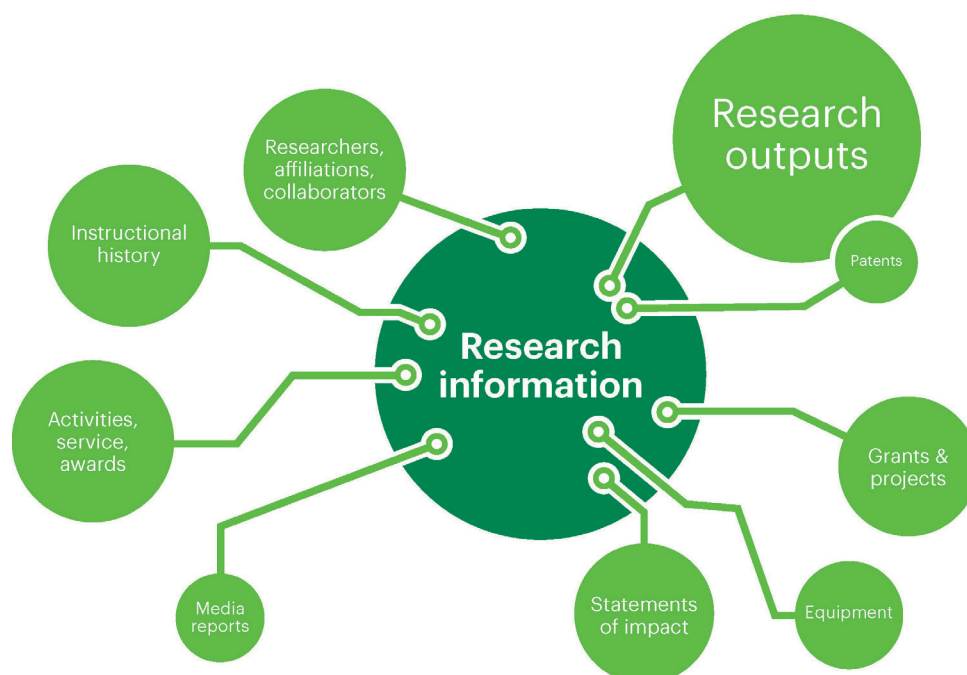 Research
outputs
Researchers,
affiliations,
collaborators
Instructional
history
Patents
Research
information
Activities,
service,
awards
Grants &
projects
Media
reports
Statements
of impact
Equipment